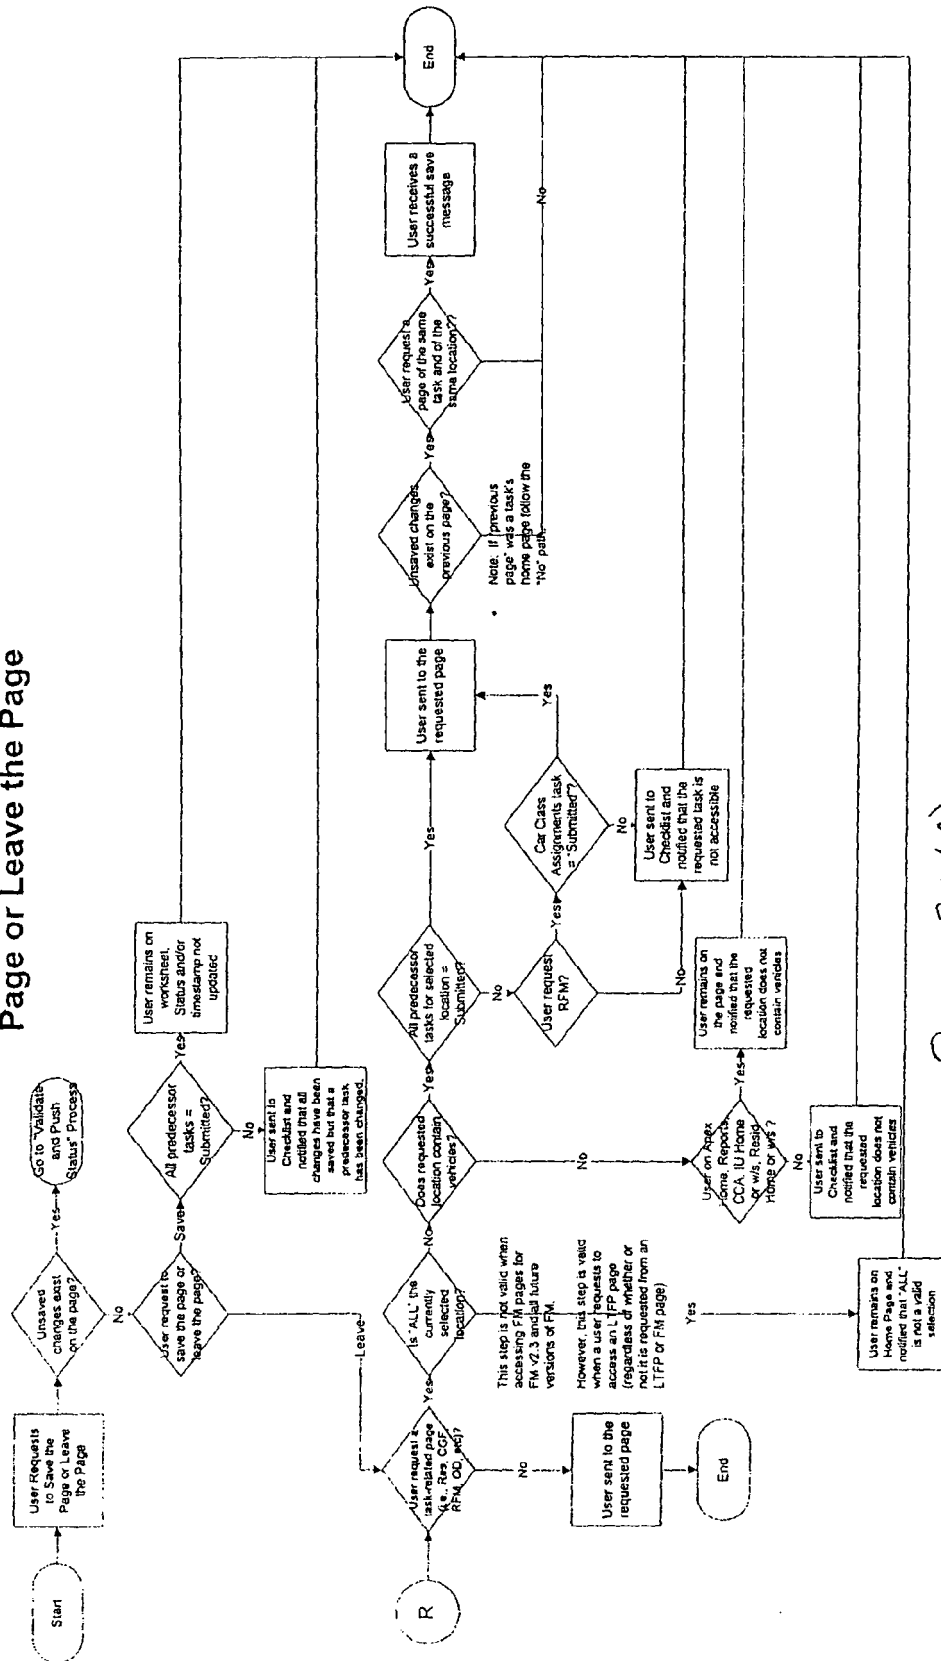 Page or Leave the Page
Start
User Requests
to Save the
Page or Leave
the Page
Unsaved
changes exist
on the page?
Yes
Go to "Validate
and Push
Status" Process
No
User request to
save the page or
leave the page?
Save
All predecessor
tasks =
Submitted?
Yes
User remains on
worksheet,
Status and/or
timestamp not
updated
No
User sent to
Checklist and
notified that all
changes have been
saved but that a
predecessor task
has been changed.
Leave
R
User request a
task-related page
(i.e., Res, CGF,
RFM, OD, etc)?
No
User sent to the
requested page
End
Yes
Is "ALL" the
currently
selected
location?
This step is not valid when
accessing FM pages for
FM v2.3 and all future
versions of FM.
However, this step is valid
when a user requests to
access an LTFP page
(regardless of whether or
not it is requested from an
LTFP or FM page)
Yes
User remains on
Home Page and
notified that "ALL"
is not a valid
selection
No
Does requested
location contain
vehicles?
No
User on Apex
Home, Reports,
CCA, IU Home
or w/s, Resid
Home or w/s ?
Yes
User remains on
the page and
notified that the
requested
location does not
contain vehicles
No
User sent to
Checklist and
notified that the
requested
location does not
contain vehicles
Yes
All predecessor
tasks for selected
location =
Submitted?
No
User request
RFM?
Yes
Car Class
Assignments task
= "Submitted"?
Yes
No
No
User sent to
Checklist and
notified that the
requested task is
not accessible
Yes
User sent to the
requested page
Unsaved changes
exist on the
previous page?
Note: If "previous
page" was a task's
home page follow the
"No" path.
Yes
User request a
page of the same
task and of the
same location??
No
Yes
User receives a
successful save
message
End